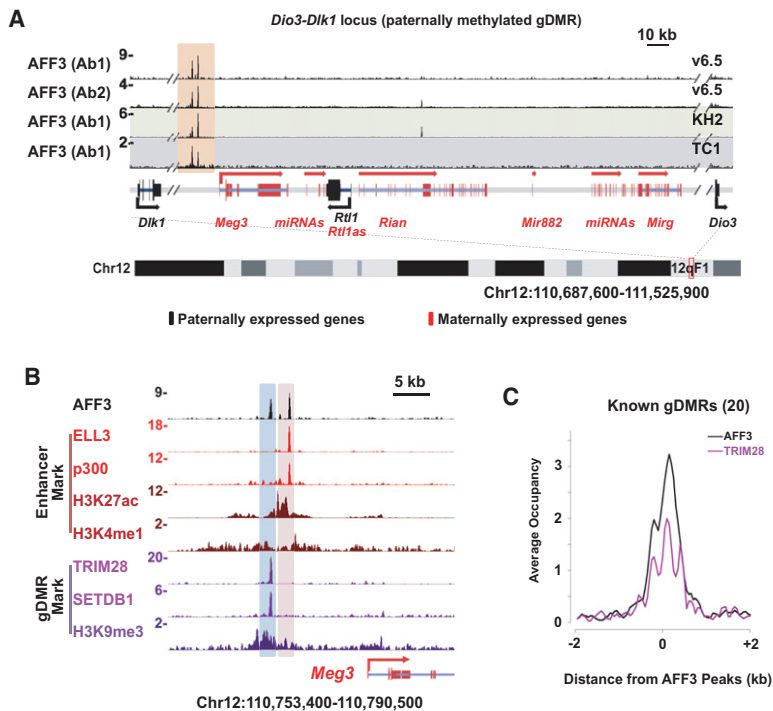 A
Dio3-Dlk1 locus (paternally methylated gDMR)
10 kb
AFF3 (Ab1) 9- v6.5
AFF3 (Ab2) 4- v6.5
AFF3 (Ab1) 6- KH2
AFF3 (Ab1) 2- TC1
Dlk1 Meg3 miRNAs Rtl1 Rian Mir882 miRNAs Mirg Dio3
Rtl1as
Chr12 12qF1
Chr12:110,687,600-111,525,900
Paternally expressed genes Maternally expressed genes
B
5 kb
AFF3 9-
ELL3 18-
p300 12-
H3K27ac 12-
H3K4me1 2-
Enhancer
Mark
TRIM28 20-
SETDB1 6-
H3K9me3 2-
gDMR
Mark
Meg3
Chr12:110,753,400-110,790,500
C
Known gDMRs (20)
AFF3
TRIM28
Average Occupancy
3
2
1
0
-2 0 +2
Distance from AFF3 Peaks (kb)